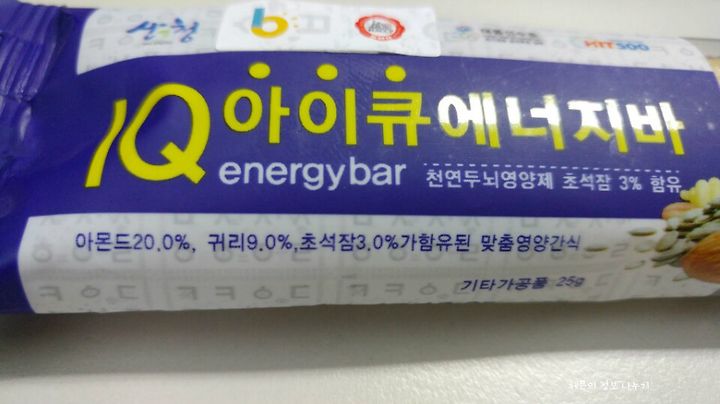 산청
b
HIT500
IQ 아이큐에너지바
energybar 천연두뇌영양제 초석잠 3% 함유
아몬드20.0%, 귀리9.0%,초석잠3.0%가함유된 맞춤영양간식
기타가공품 25g